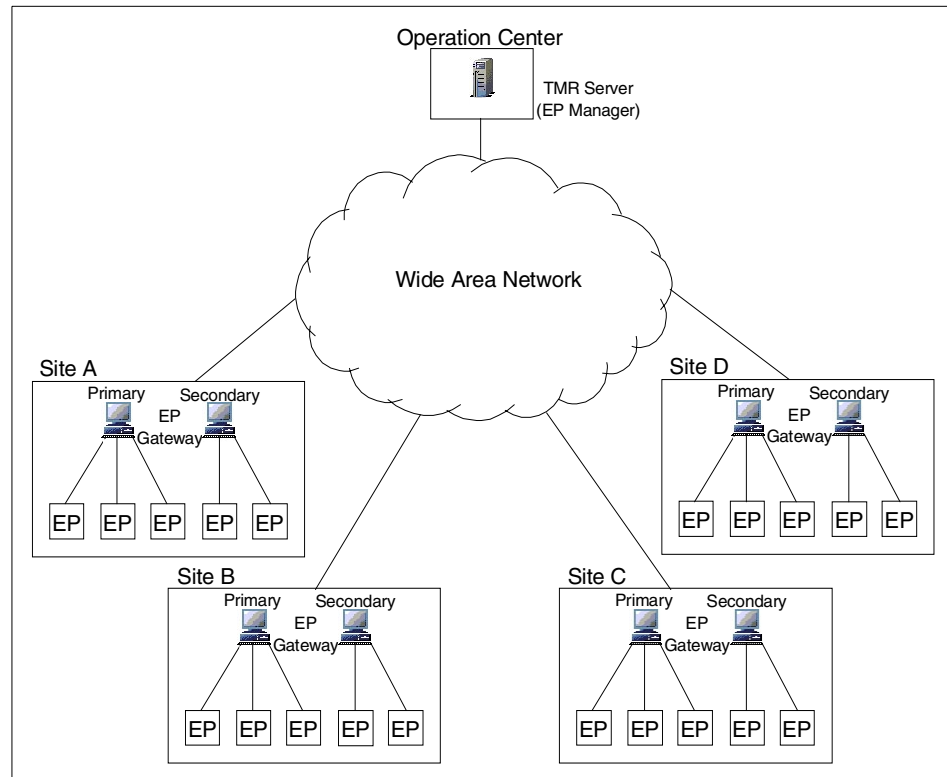 Operation Center
TMR Server
(EP Manager)
Wide Area Network
Site A
Primary
Secondary
EP
Gateway
EP EP EP EP EP
Site D
Primary
Secondary
EP
Gateway
EP EP EP EP EP
Site B
Primary
Secondary
EP
Gateway
EP EP EP EP EP
Site C
Primary
Secondary
EP
Gateway
EP EP EP EP EP